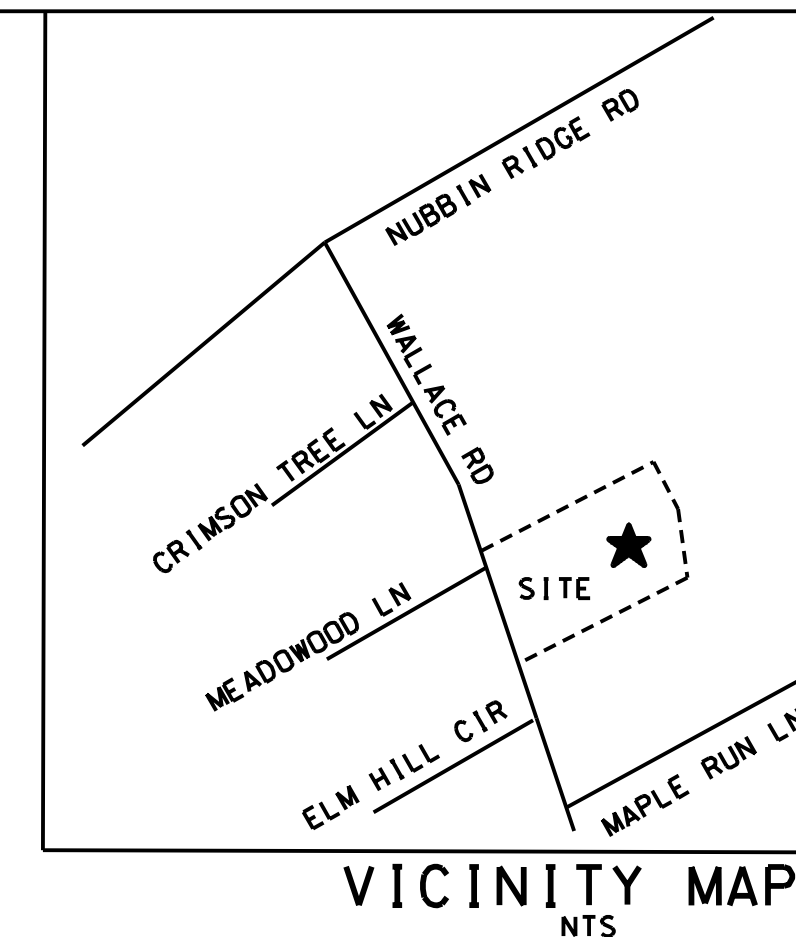 NUBBIN RIDGE RD
WALLACE RD
CRIMSON TREE LN
SITE
MEADOWOOD LN
ELM HILL CIR
MAPLE RUN LN
VICINITY MAP
NTS